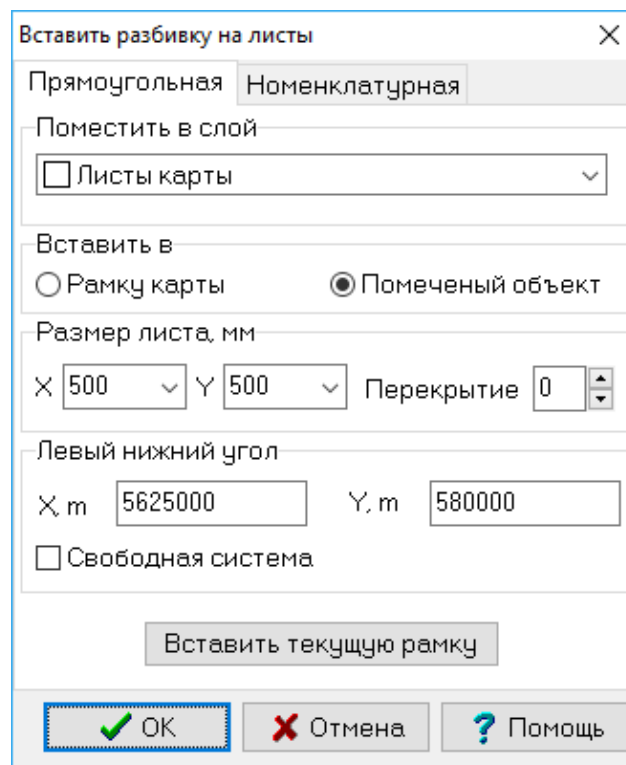 Вставить разбивку на листы
Прямоугольная Номенклатурная
Поместить в слой
Листы карты
Вставить в
Рамку карты Помеченый объект
Размер листа, мм
X 500 Y 500 Перекрытие 0
Левый нижний угол
X, m 5625000 Y, m 580000
Свободная система
Вставить текущую рамку
OK Отмена ? Помощь